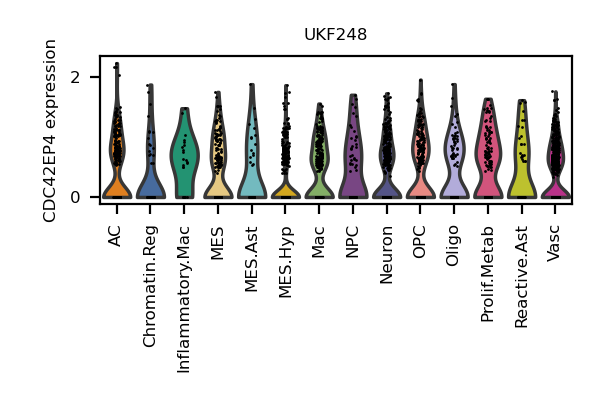 UKF248
CDC42EP4 expression
2
0
AC
Chromatin.Reg
Inflammatory.Mac
MES
MES.Ast
MES.Hyp
Mac
NPC
Neuron
OPC
Oligo
Prolif.Metab
Reactive.Ast
Vasc